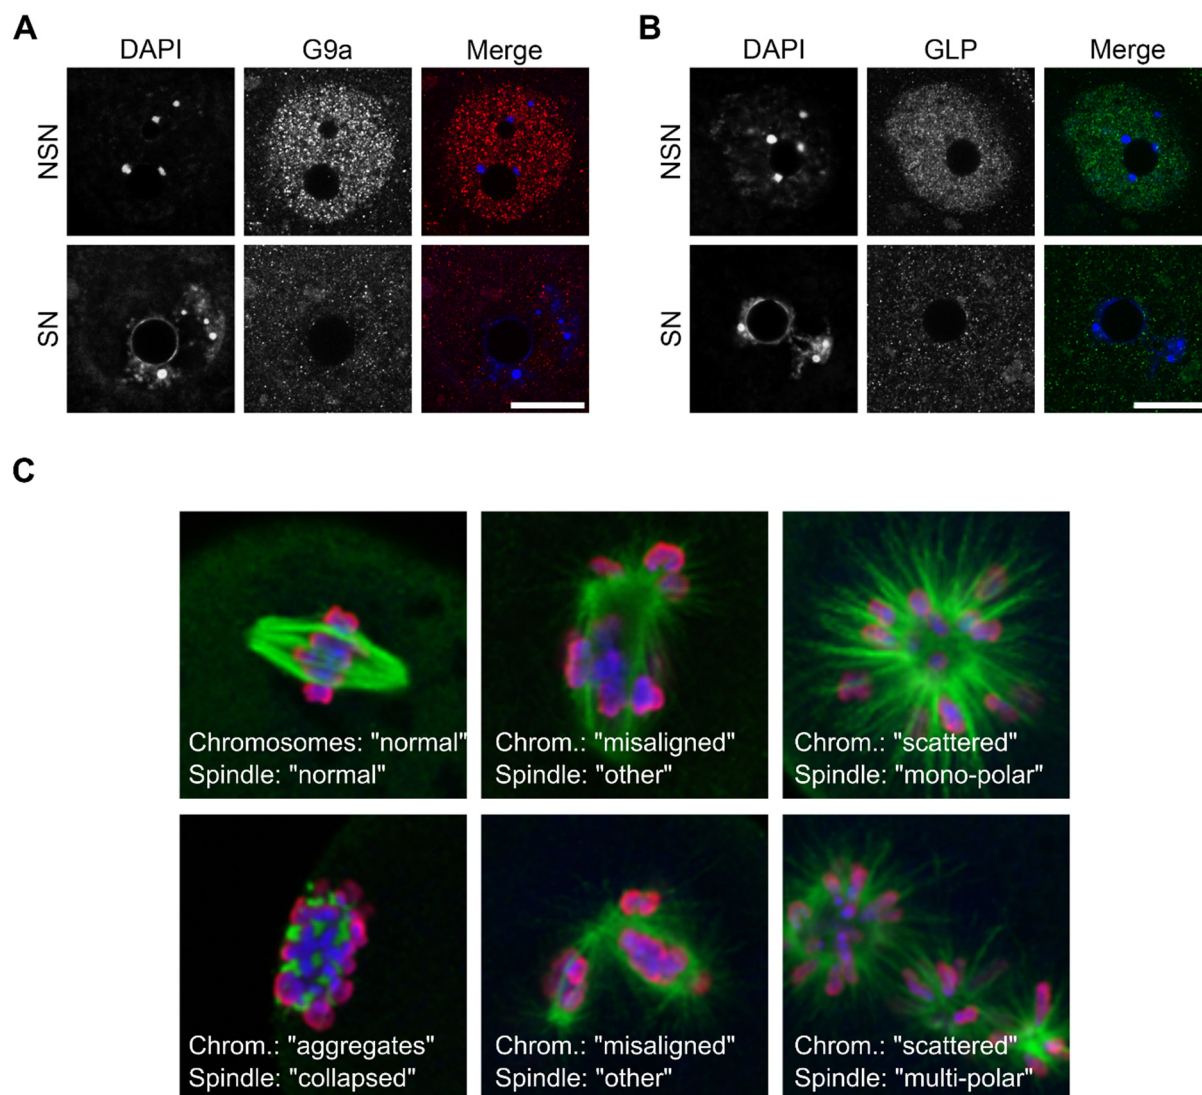 A
B
DAPI G9a Merge
DAPI GLP Merge
NSN
NSN
SN
SN
C
Chromosomes: "normal"
Spindle: "normal"
Chrom.: "misaligned"
Spindle: "other"
Chrom.: "scattered"
Spindle: "mono-polar"
Chrom.: "aggregates"
Spindle: "collapsed"
Chrom.: "misaligned"
Spindle: "other"
Chrom.: "scattered"
Spindle: "multi-polar"